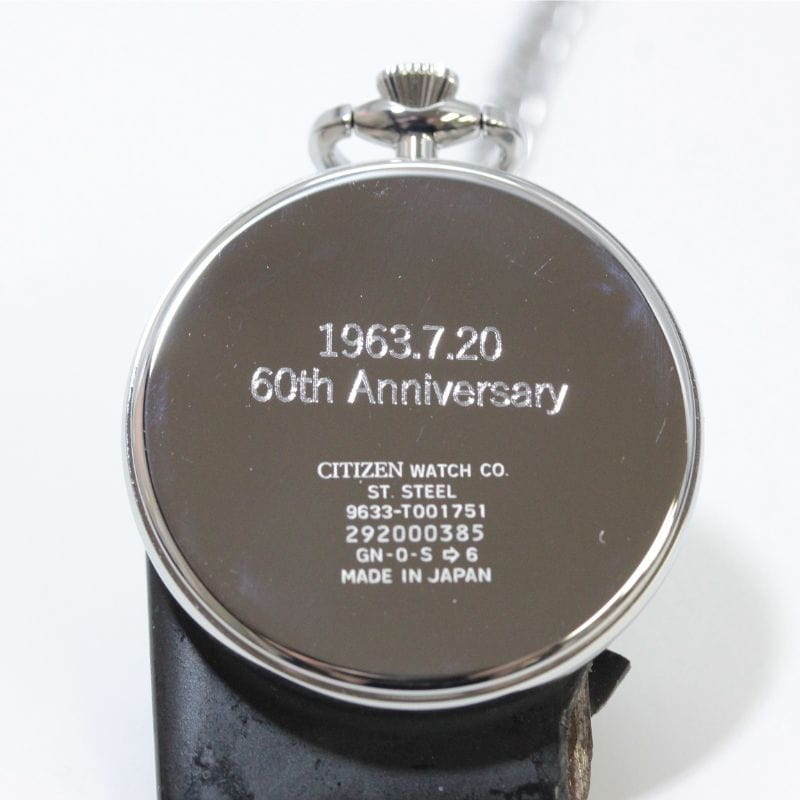 1963.7.20
60th Anniversary
CITIZEN WATCH CO.
ST. STEEL
9633-T001751
292000385
GN-0-S ➩ 6
MADE IN JAPAN